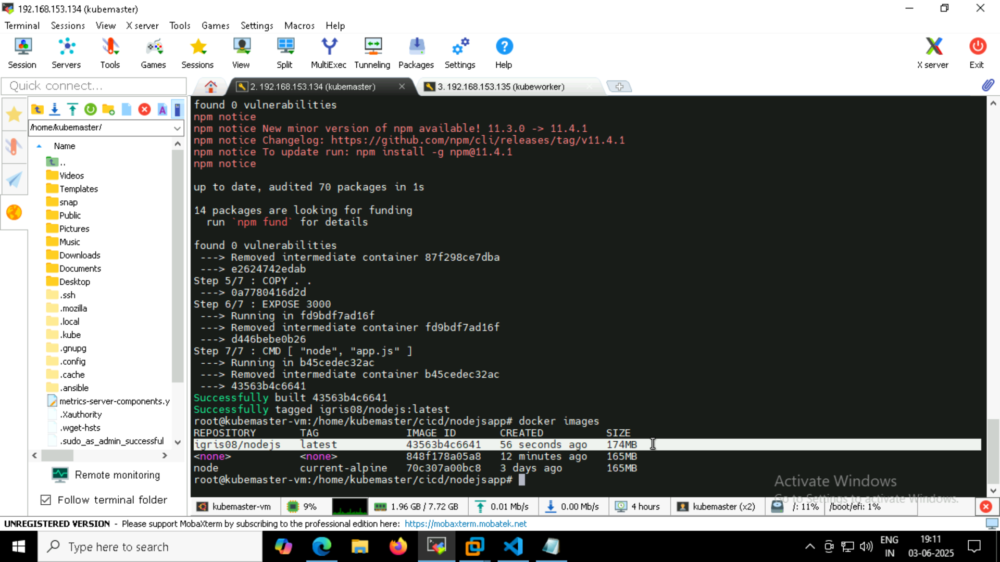 192.168.153.134 (kubemaster)
Terminal Sessions View X server Tools Games Settings Macros Help
Session Servers Tools Games Sessions View Split MultiExec Tunneling Packages Settings Help X server Exit
Quick connect...
2. 192.168.153.134 (kubemaster)
3. 192.168.153.135 (kubeworker)
/home/kubemaster/
Name
..
Videos
Templates
snap
Public
Pictures
Music
Downloads
Documents
Desktop
.ssh
.mozilla
.local
.kube
.gnupg
.config
.cache
.ansible
metrics-server-components.y
.Xauthority
.wget-hsts
.sudo_as_admin_successful
Remote monitoring
Follow terminal folder
found 0 vulnerabilities
npm notice
npm notice New minor version of npm available! 11.3.0 -> 11.4.1
npm notice Changelog: https://github.com/npm/cli/releases/tag/v11.4.1
npm notice To update run: npm install -g npm@11.4.1
npm notice
up to date, audited 70 packages in 1s
14 packages are looking for funding
run `npm fund` for details
found 0 vulnerabilities
---> Removed intermediate container 87f298ce7dba
---> e2624742edab
Step 5/7 : COPY . .
---> 0a7780416d2d
Step 6/7 : EXPOSE 3000
---> Running in fd9bdf7ad16f
---> Removed intermediate container fd9bdf7ad16f
---> d446bebe0b26
Step 7/7 : CMD [ "node", "app.js" ]
---> Running in b45cedec32ac
---> Removed intermediate container b45cedec32ac
---> 43563b4c6641
Successfully built 43563b4c6641
Successfully tagged igris08/nodejs:latest
root@kubemaster-vm:/home/kubemaster/cicd/nodejsapp# docker images
REPOSITORY TAG IMAGE ID CREATED SIZE
igris08/nodejs latest 43563b4c6641 56 seconds ago 174MB
<none> <none> 848f178a05a8 12 minutes ago 165MB
node current-alpine 70c307a00bc8 3 days ago 165MB
root@kubemaster-vm:/home/kubemaster/cicd/nodejsapp#
Activate Windows
Go to Settings to activate Windows.
kubemaster-vm 9% 1.96 GB / 7.72 GB 0.01 Mb/s 0.00 Mb/s 4 hours kubemaster (x2) /: 11% /boot/efi: 1%
UNREGISTERED VERSION - Please support MobaXterm by subscribing to the professional edition here: https://mobaxterm.mobatek.net
Type here to search
ENG
IN
19:11
03-06-2025